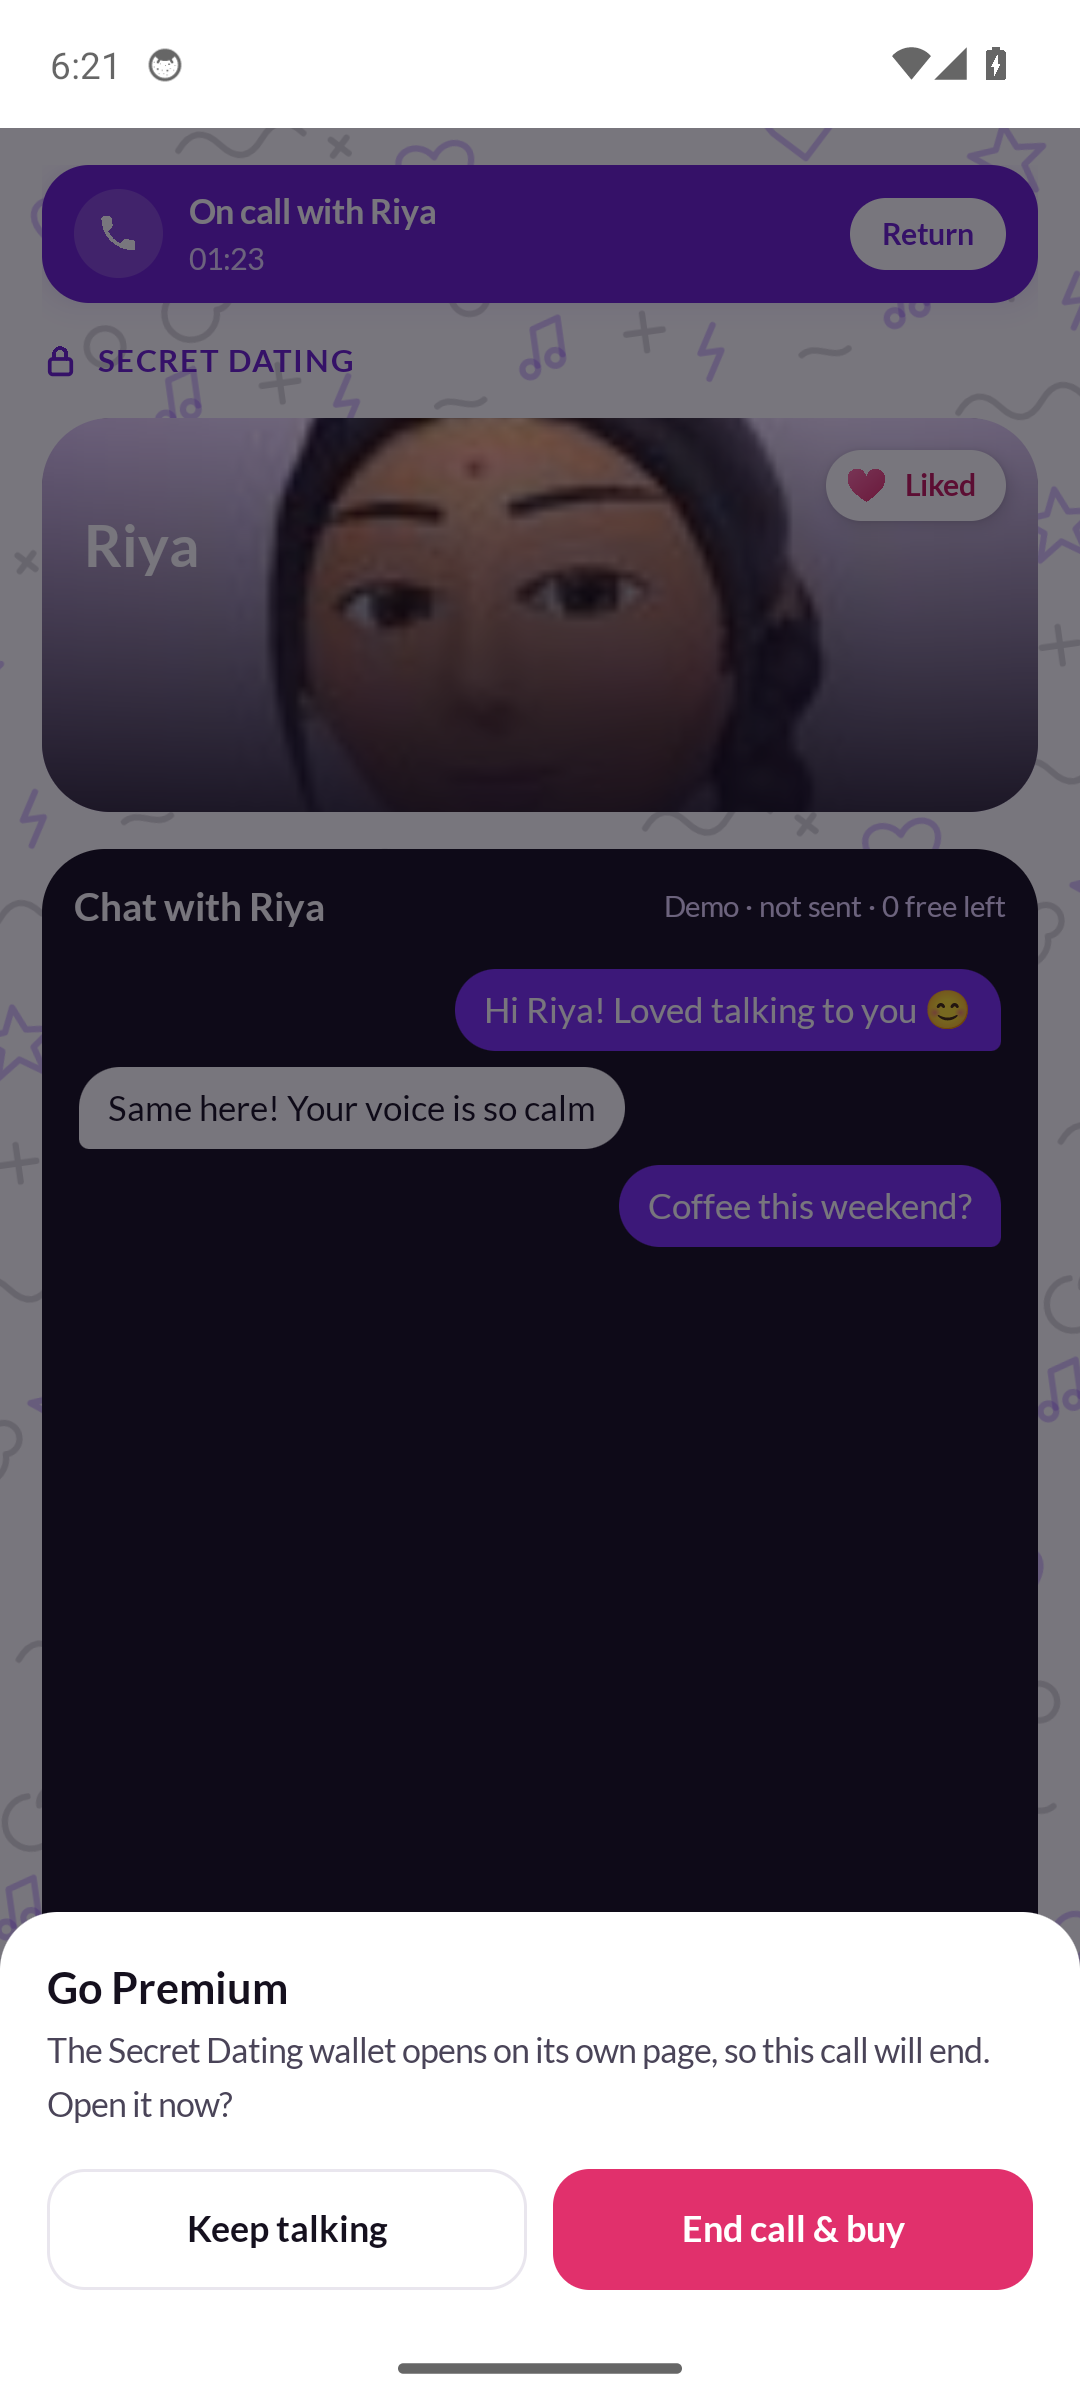 6:21
On call with Riya
01:23
Return
SECRET DATING
Liked
Riya
Chat with Riya
Demo · not sent · 0 free left
Hi Riya! Loved talking to you 😊
Same here! Your voice is so calm
Coffee this weekend?
Go Premium
The Secret Dating wallet opens on its own page, so this call will end.
Open it now?
Keep talking
End call & buy